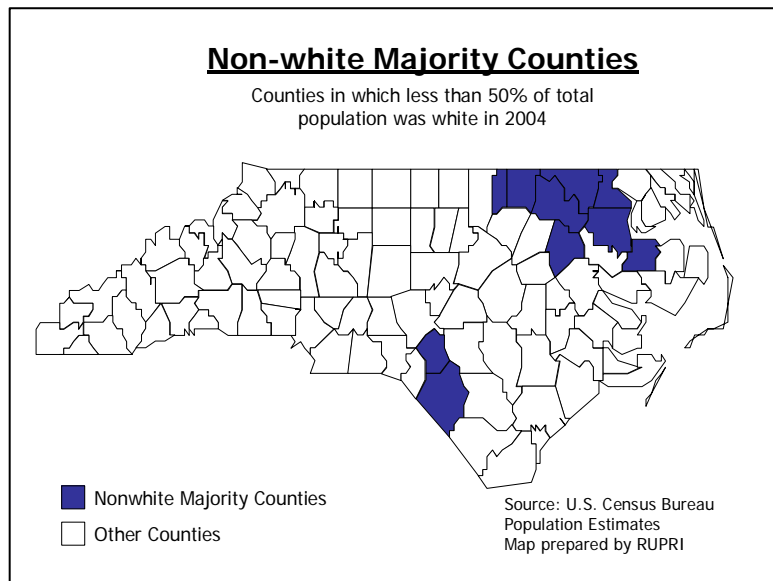 Non-white Majority Counties
Counties in which less than 50% of total
population was white in 2004
Nonwhite Majority Counties
Other Counties
Source: U.S. Census Bureau
Population Estimates
Map prepared by RUPRI